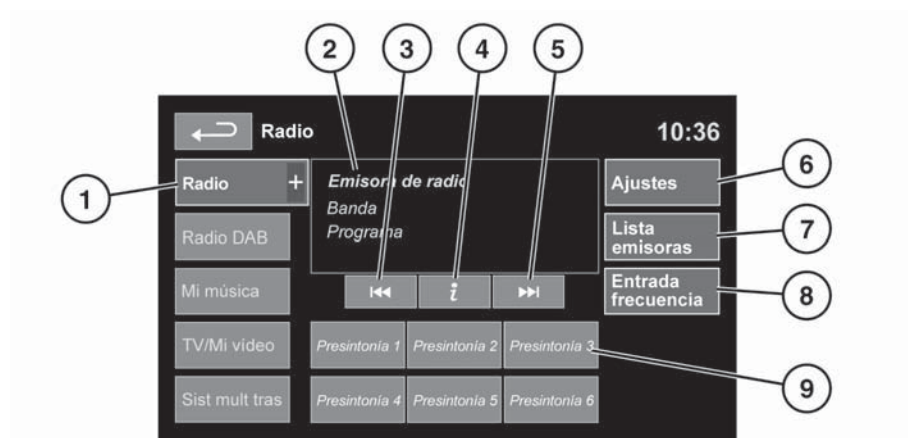 2
3
4
5
Radio
10:36
1
Radio +
Emisora de radio
Banda
Programa
Ajustes
6
Radio DAB
Lista
emisoras
7
Mi música
i
Entrada
frecuencia
8
TV/Mi vídeo
Presintonía 1
Presintonía 2
Presintonía 3
9
Sist mult tras
Presintonía 4
Presintonía 5
Presintonía 6